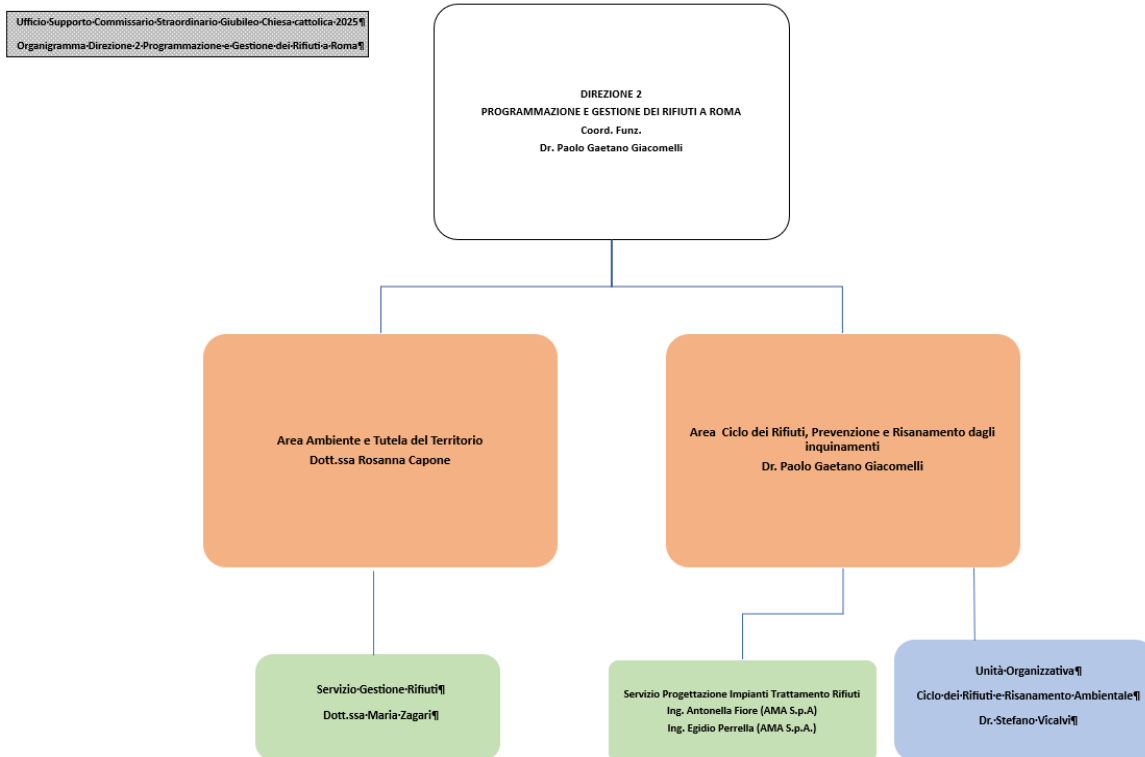 Ufficio·Supporto·Commissario·Straordinario·Giubileo·Chiesa·cattolica·2025¶
Organigramma·Direzione·2·Programmazione·e·Gestione·dei·Rifiuti·a·Roma¶
DIREZIONE 2
PROGRAMMAZIONE E GESTIONE DEI RIFIUTI A ROMA
Coord. Funz.
Dr. Paolo Gaetano Giacomelli
Area Ambiente e Tutela del Territorio
Dott.ssa Rosanna Capone
Area  Ciclo dei Rifiuti, Prevenzione e Risanamento dagli
inquinamenti
Dr. Paolo Gaetano Giacomelli
Servizio·Gestione·Rifiuti¶
Dott.ssa·Maria·Zagari¶
Servizio Progettazione Impianti Trattamento Rifiuti
Ing. Antonella Fiore (AMA S.p.A)
Ing. Egidio Perrella (AMA S.p.A.)
Unità·Organizzativa¶
Ciclo·dei·Rifiuti·e·Risanamento·Ambientale¶
Dr.·Stefano·Vicalvi¶